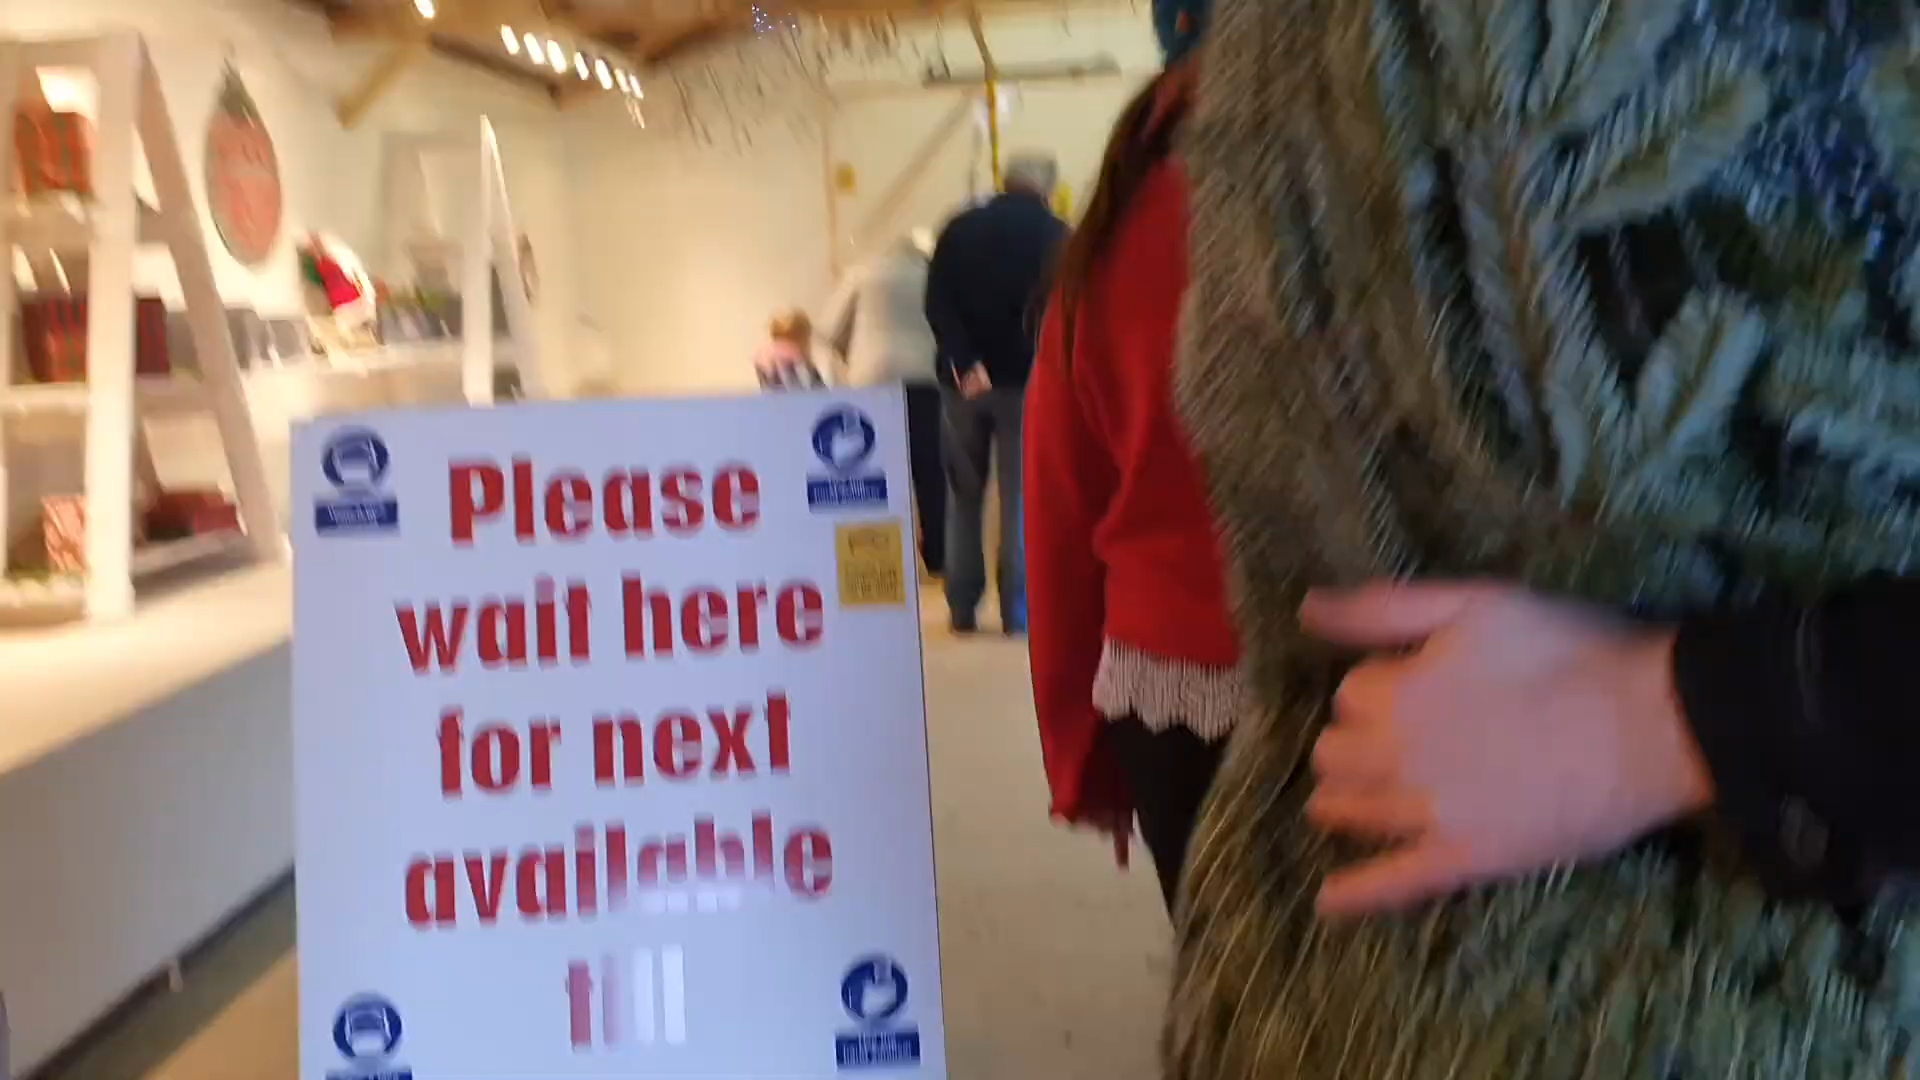 Please
wait here
for next
available
till